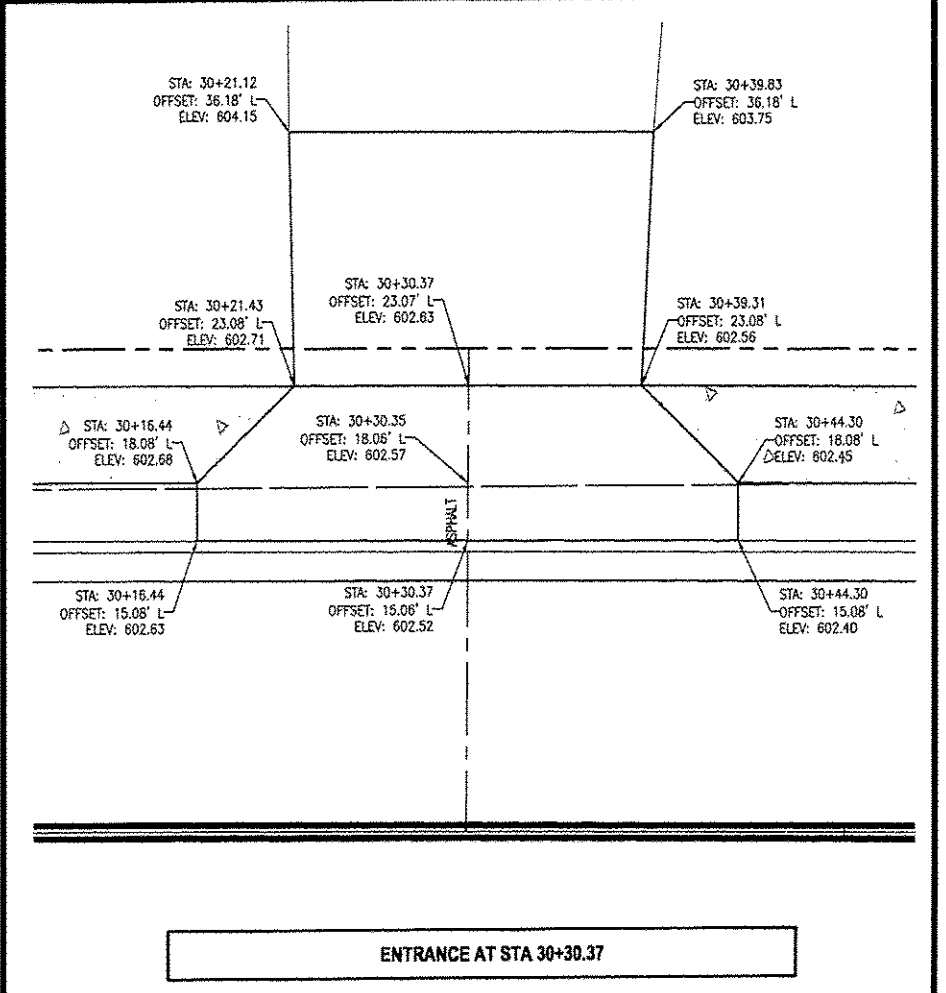 STA: 30+21.12
OFFSET: 36.18' L
ELEV: 604.15
STA: 30+39.83
OFFSET: 36.18' L
ELEV: 603.75
STA: 30+21.43
OFFSET: 23.08' L
ELEV: 602.71
STA: 30+30.37
OFFSET: 23.07' L
ELEV: 602.63
STA: 30+39.31
OFFSET: 23.08' L
ELEV: 602.56
STA: 30+16.44
OFFSET: 18.08' L
ELEV: 602.68
STA: 30+30.35
OFFSET: 18.06' L
ELEV: 602.57
STA: 30+44.30
OFFSET: 18.08' L
ELEV: 602.45
ASPHALT
STA: 30+16.44
OFFSET: 15.08' L
ELEV: 602.63
STA: 30+30.37
OFFSET: 15.06' L
ELEV: 602.52
STA: 30+44.30
OFFSET: 15.08' L
ELEV: 602.40
ENTRANCE AT STA 30+30.37